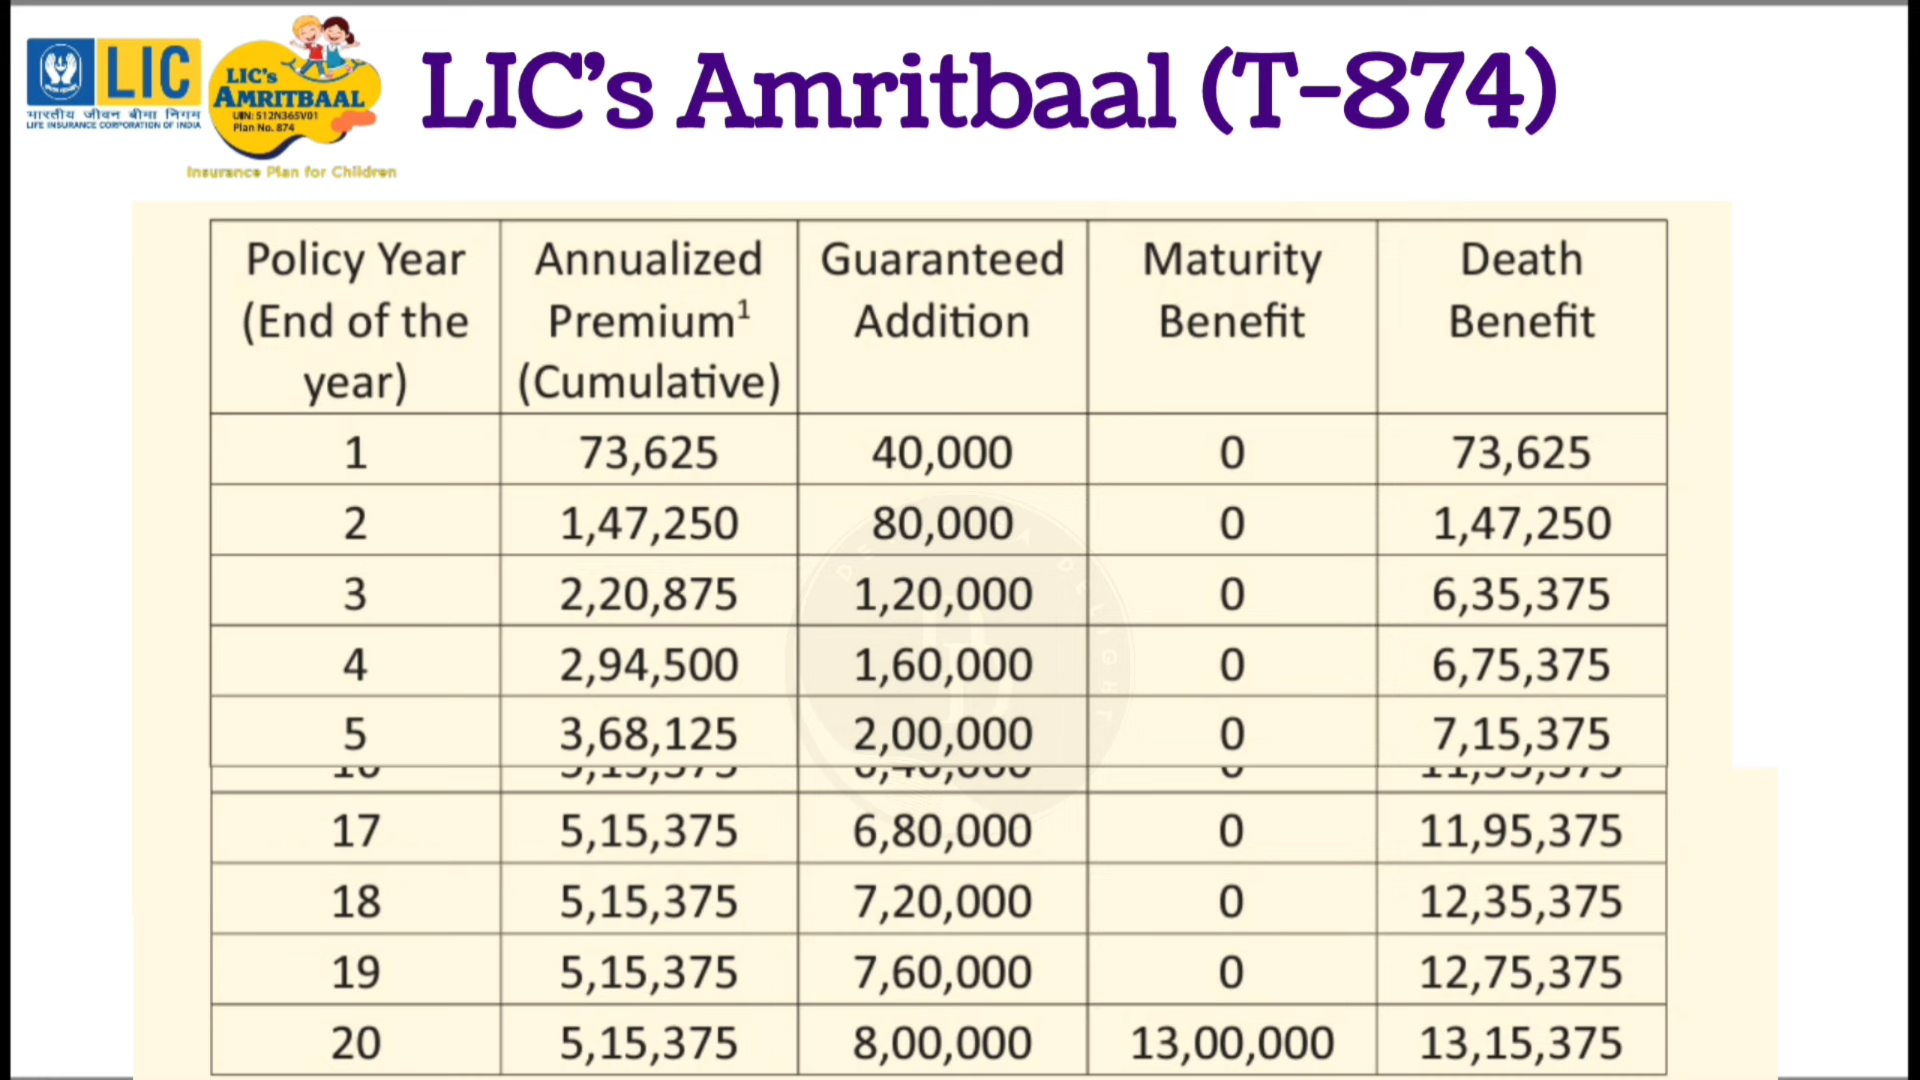 LIC
भारतीय जीवन बीमा निगम
LIFE INSURANCE CORPORATION OF INDIA
LIC's
AMRITBAAL
UIN: 512N365V01
Plan No. 874
Insurance Plan for Children
LIC's Amritbaal (T-874)
Policy Year (End of the year) Annualized Premium¹ (Cumulative) Guaranteed Addition Maturity Benefit Death Benefit
1 73,625 40,000 0 73,625
2 1,47,250 80,000 0 1,47,250
3 2,20,875 1,20,000 0 6,35,375
4 2,94,500 1,60,000 0 6,75,375
5 3,68,125 2,00,000 0 7,15,375
17 5,15,375 6,80,000 0 11,95,375
18 5,15,375 7,20,000 0 12,35,375
19 5,15,375 7,60,000 0 12,75,375
20 5,15,375 8,00,000 13,00,000 13,15,375